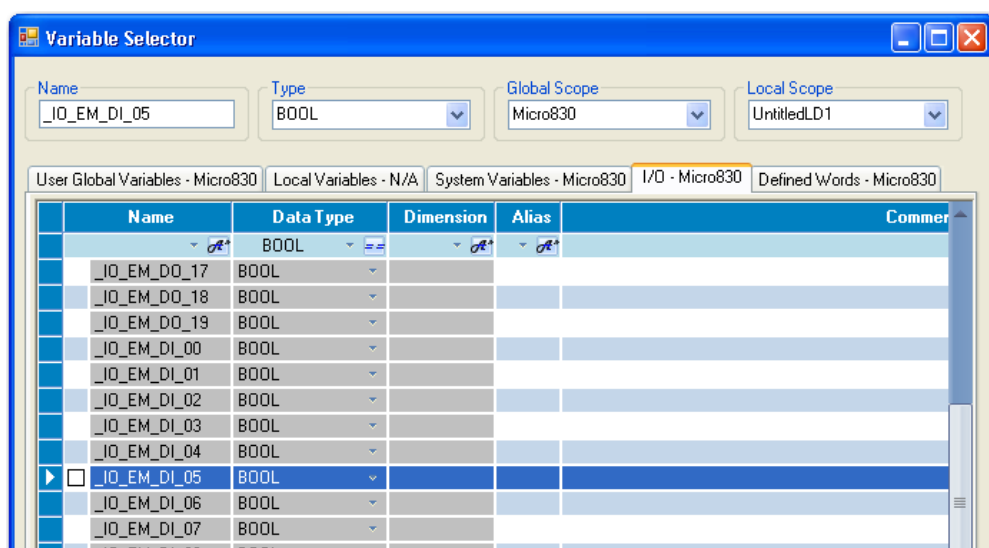 Variable Selector
Name Type Global Scope Local Scope
_IO_EM_DI_05 BOOL Micro830 UntitledLD1
User Global Variables - Micro830 Local Variables - N/A System Variables - Micro830 I/O - Micro830 Defined Words - Micro830
Name Data Type Dimension Alias Commen
BOOL ==
_IO_EM_DO_17 BOOL
_IO_EM_DO_18 BOOL
_IO_EM_DO_19 BOOL
_IO_EM_DI_00 BOOL
_IO_EM_DI_01 BOOL
_IO_EM_DI_02 BOOL
_IO_EM_DI_03 BOOL
_IO_EM_DI_04 BOOL
_IO_EM_DI_05 BOOL
_IO_EM_DI_06 BOOL
_IO_EM_DI_07 BOOL